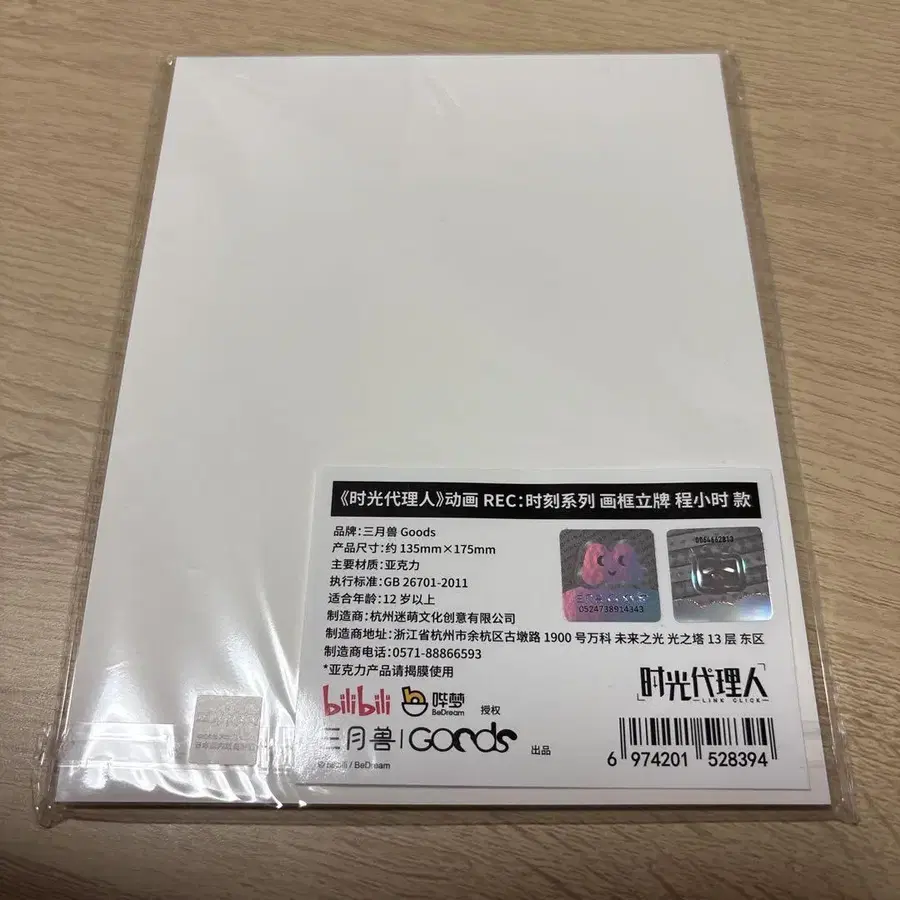 《时光代理人》动画 REC:时刻系列 画框立牌 程小时 款
品牌:三月兽 Goods
产品尺寸:约 135mm×175mm
主要材质:亚克力
执行标准:GB 26701-2011
适合年龄:12 岁以上
制造商:杭州迷萌文化创意有限公司
制造商地址:浙江省杭州市余杭区古墩路 1900 号万科 未来之光 光之塔 13 层 东区
制造商电话:0571-88866593
*亚克力产品请揭膜使用
0524738914343
0064662810
bilibili 哔梦 BeDream 授权
三月兽 | Goods 出品
© bilibili / BeDream
时光代理人
LINK CLICK
6 974201 528394